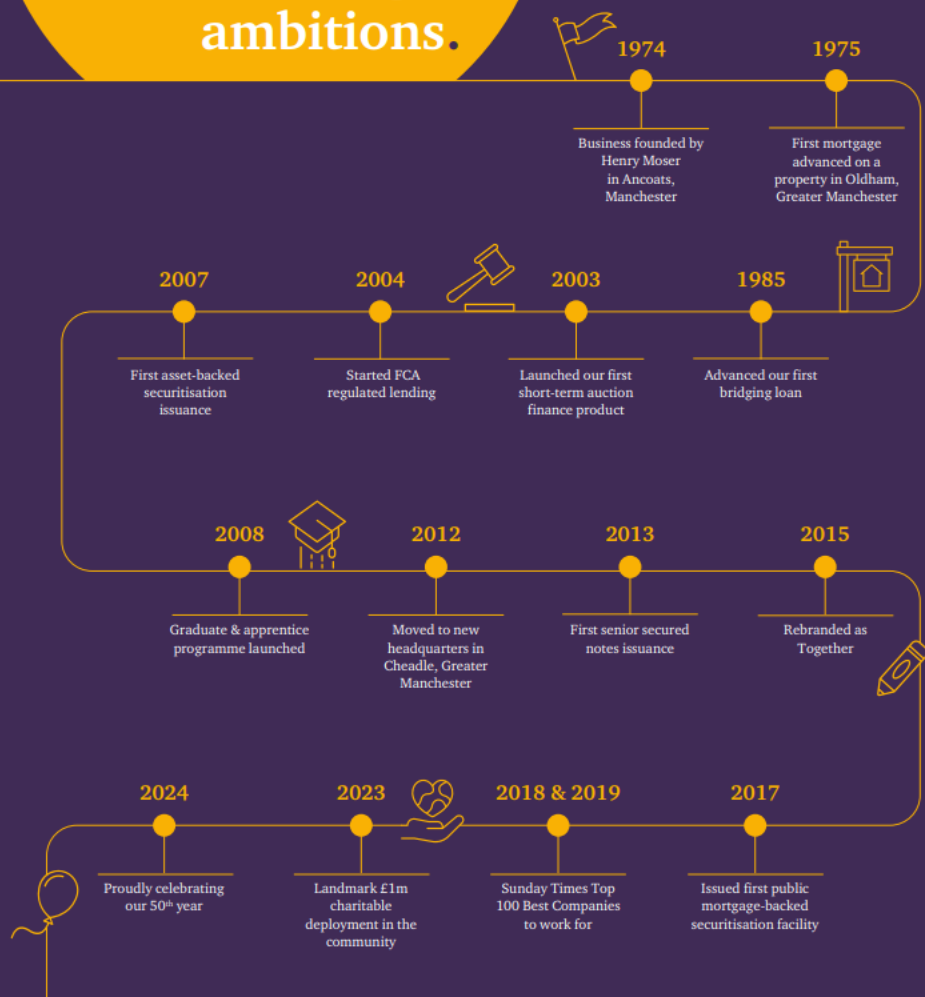 ambitions.
1974
Business founded by
Henry Moser
in Ancoats,
Manchester
1975
First mortgage
advanced on a
property in Oldham,
Greater Manchester
1985
Advanced our first
bridging loan
2003
Launched our first
short-term auction
finance product
2004
Started FCA
regulated lending
2007
First asset-backed
securitisation
issuance
2008
Graduate & apprentice
programme launched
2012
Moved to new
headquarters in
Cheadle, Greater
Manchester
2013
First senior secured
notes issuance
2015
Rebranded as
Together
2017
Issued first public
mortgage-backed
securitisation facility
2018 & 2019
Sunday Times Top
100 Best Companies
to work for
2023
Landmark £1m
charitable
deployment in the
community
2024
Proudly celebrating
our 50th year